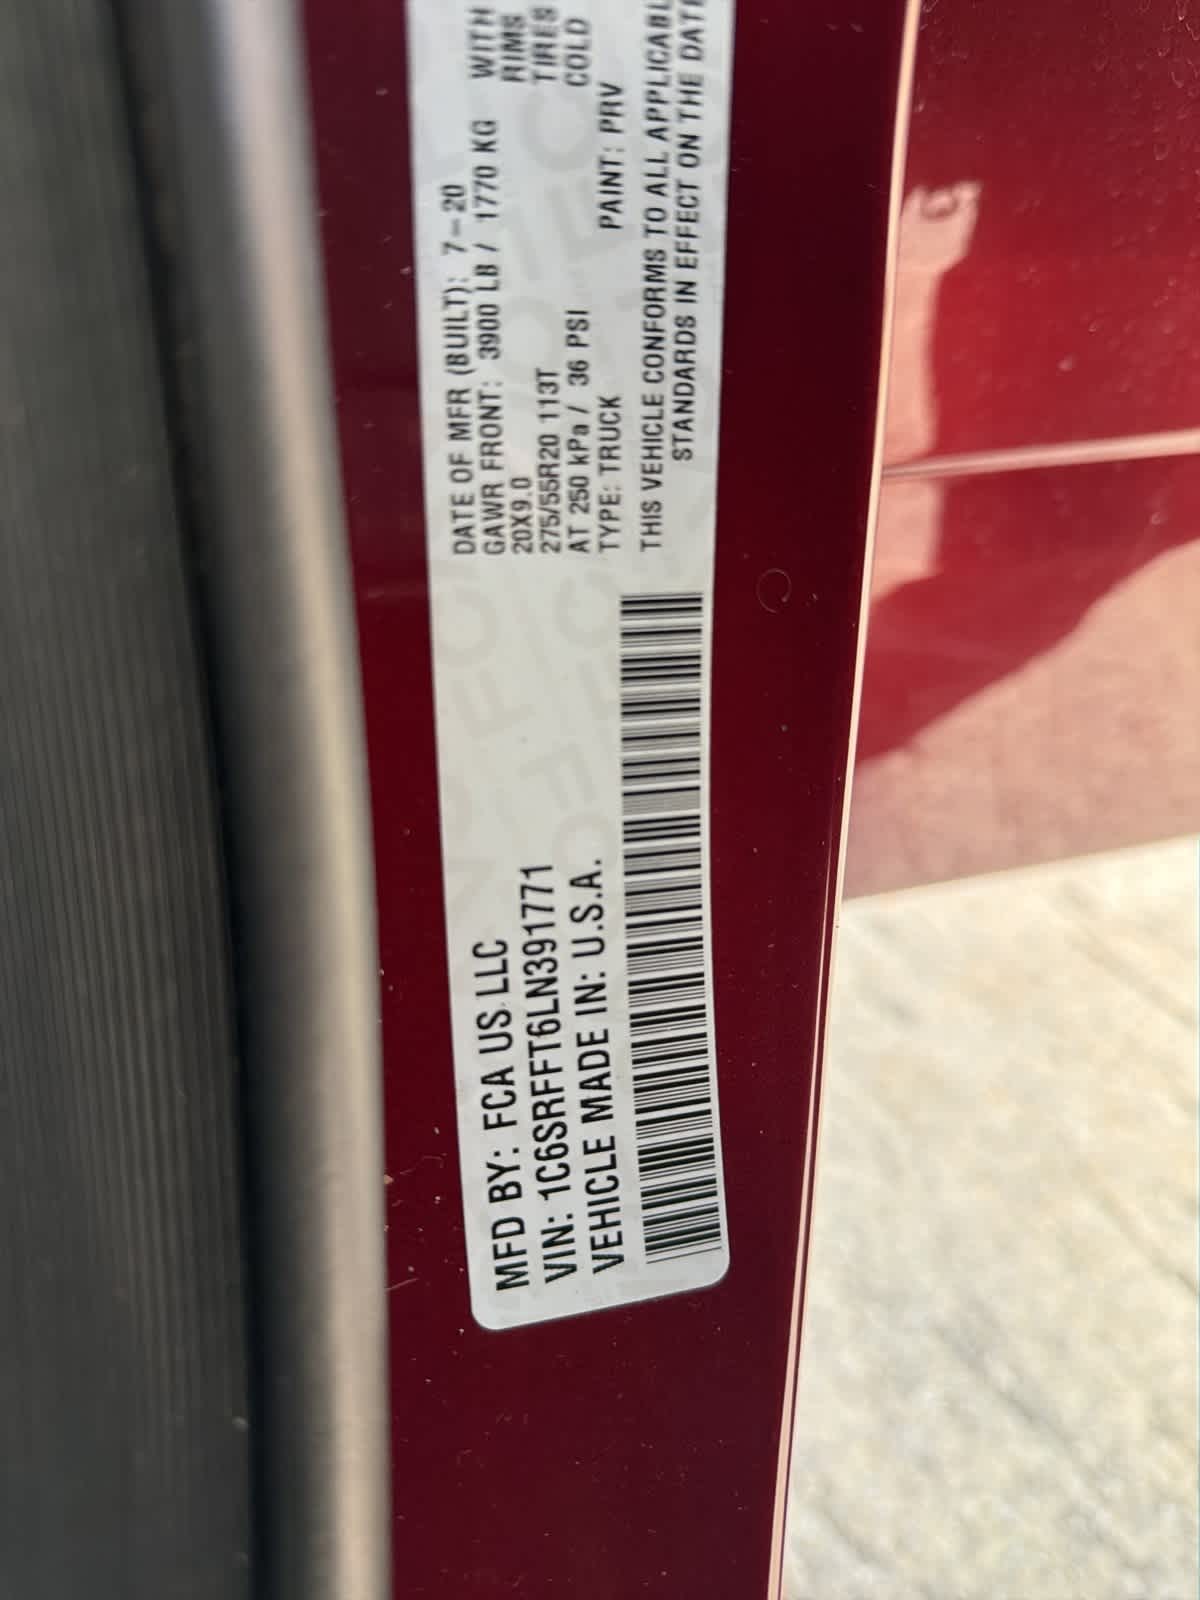 MFD BY: FCA US LLC
VIN: 1C6SRFFT6LN391771
VEHICLE MADE IN: U.S.A.
DATE OF MFR (BUILT): 7-20
GAWR FRONT: 3900 LB / 1770 KG WITH
20X9.0 RIMS
275/55R20 113T TIRES
AT 250 kPa / 36 PSI COLD
TYPE: TRUCK PAINT: PRV
THIS VEHICLE CONFORMS TO ALL APPLICABL
STANDARDS IN EFFECT ON THE DATE